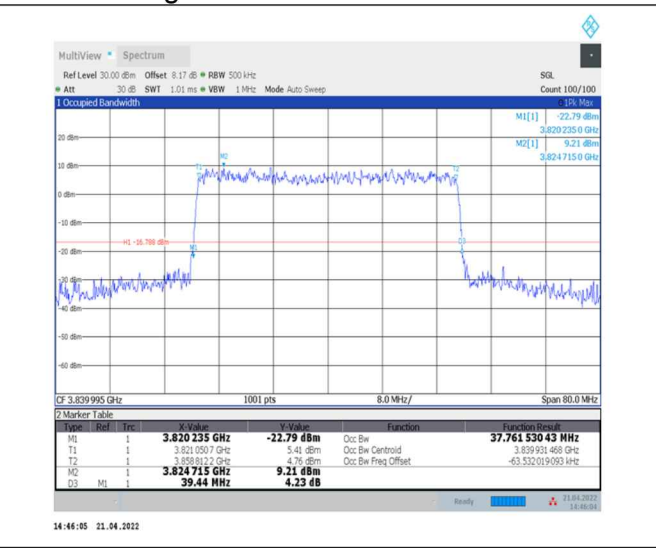 MultiView Spectrum
Ref Level 30.00 dBm Offset 8.17 dB RBW 500 kHz SGL
Att 30 dB SWT 1.01 ms VBW 1 MHz Mode Auto Sweep Count 100/100
1 Occupied Bandwidth 1Pk Max
M1[1] -22.79 dBm
3.820 235 0 GHz
M2[1] 9.21 dBm
3.824 715 0 GHz
20 dBm
10 dBm
M2
T1
T2
0 dBm
-10 dBm
H1 -16.788 dBm
M1
D3
-20 dBm
-30 dBm
-40 dBm
-50 dBm
-60 dBm
CF 3.839 995 GHz 1001 pts 8.0 MHz/ Span 80.0 MHz
2 Marker Table
Type Ref Trc X-Value Y-Value Function Function Result
M1 1 3.820 235 GHz -22.79 dBm Occ Bw 37.761 530 43 MHz
T1 1 3.821 050 7 GHz 5.41 dBm Occ Bw Centroid 3.839 931 468 GHz
T2 1 3.858 812 2 GHz 4.76 dBm Occ Bw Freq Offset -63.532 019 093 kHz
M2 1 3.824 715 GHz 9.21 dBm
D3 M1 1 39.44 MHz 4.23 dB
Ready 21.04.2022
14:46:04
14:46:05 21.04.2022